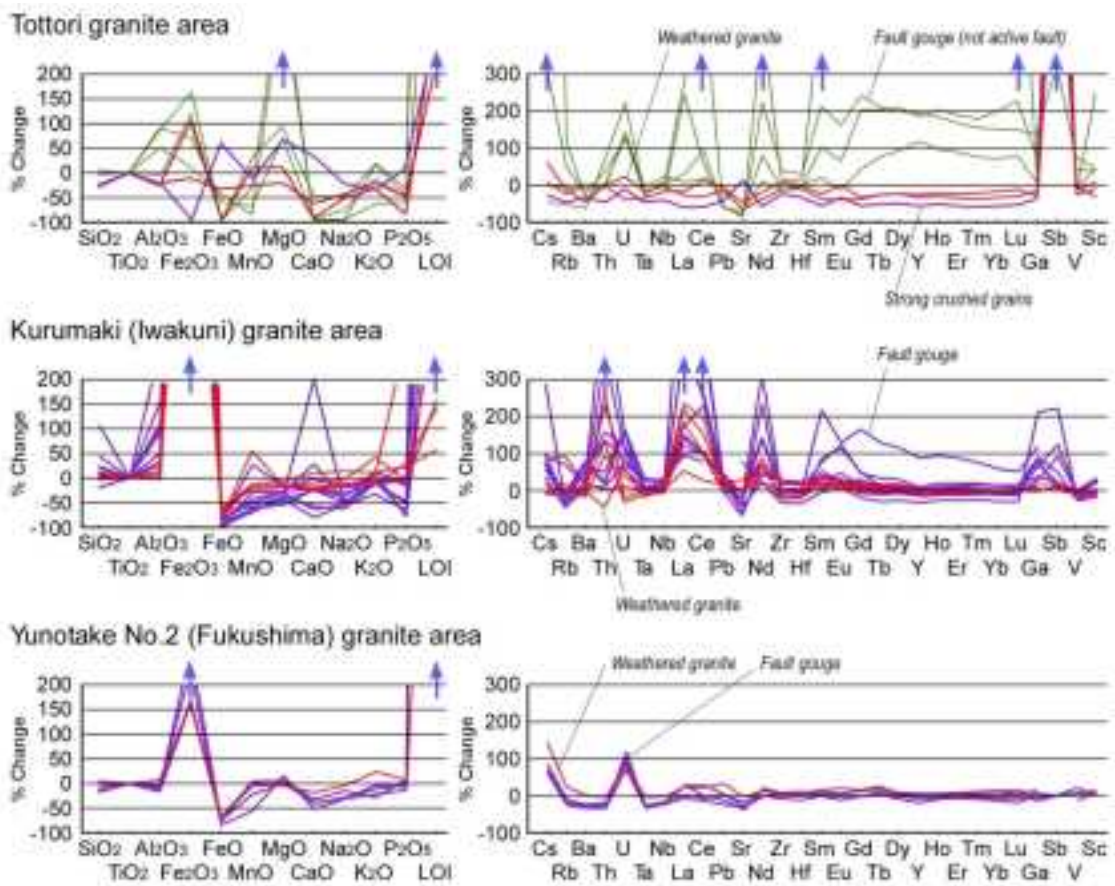 Tottori granite area
Weathered granite
Fault gouge (not active fault)
% Change
200
150
100
50
0
-50
-100
SiO2 Al2O3 FeO MgO Na2O P2O5
TiO2 Fe2O3 MnO CaO K2O LOI
% Change
300
200
100
0
-100
Cs Ba U Nb Ce Sr Zr Sm Gd Dy Ho Tm Lu Sb Sc
Rb Th Ta La Pb Nd Hf Eu Tb Y Er Yb Ga V
Strong crushed grains
Kurumaki (Iwakuni) granite area
Fault gouge
% Change
200
150
100
50
0
-50
-100
SiO2 Al2O3 FeO MgO Na2O P2O5
TiO2 Fe2O3 MnO CaO K2O LOI
% Change
300
200
100
0
-100
Cs Ba U Nb Ce Sr Zr Sm Gd Dy Ho Tm Lu Sb Sc
Rb Th Ta La Pb Nd Hf Eu Tb Y Er Yb Ga V
Weathered granite
Yunotake No.2 (Fukushima) granite area
Weathered granite
Fault gouge
% Change
200
150
100
50
0
-50
-100
SiO2 Al2O3 FeO MgO Na2O P2O5
TiO2 Fe2O3 MnO CaO K2O LOI
% Change
300
200
100
0
-100
Cs Ba U Nb Ce Sr Zr Sm Gd Dy Ho Tm Lu Sb Sc
Rb Th Ta La Pb Nd Hf Eu Tb Y Er Yb Ga V